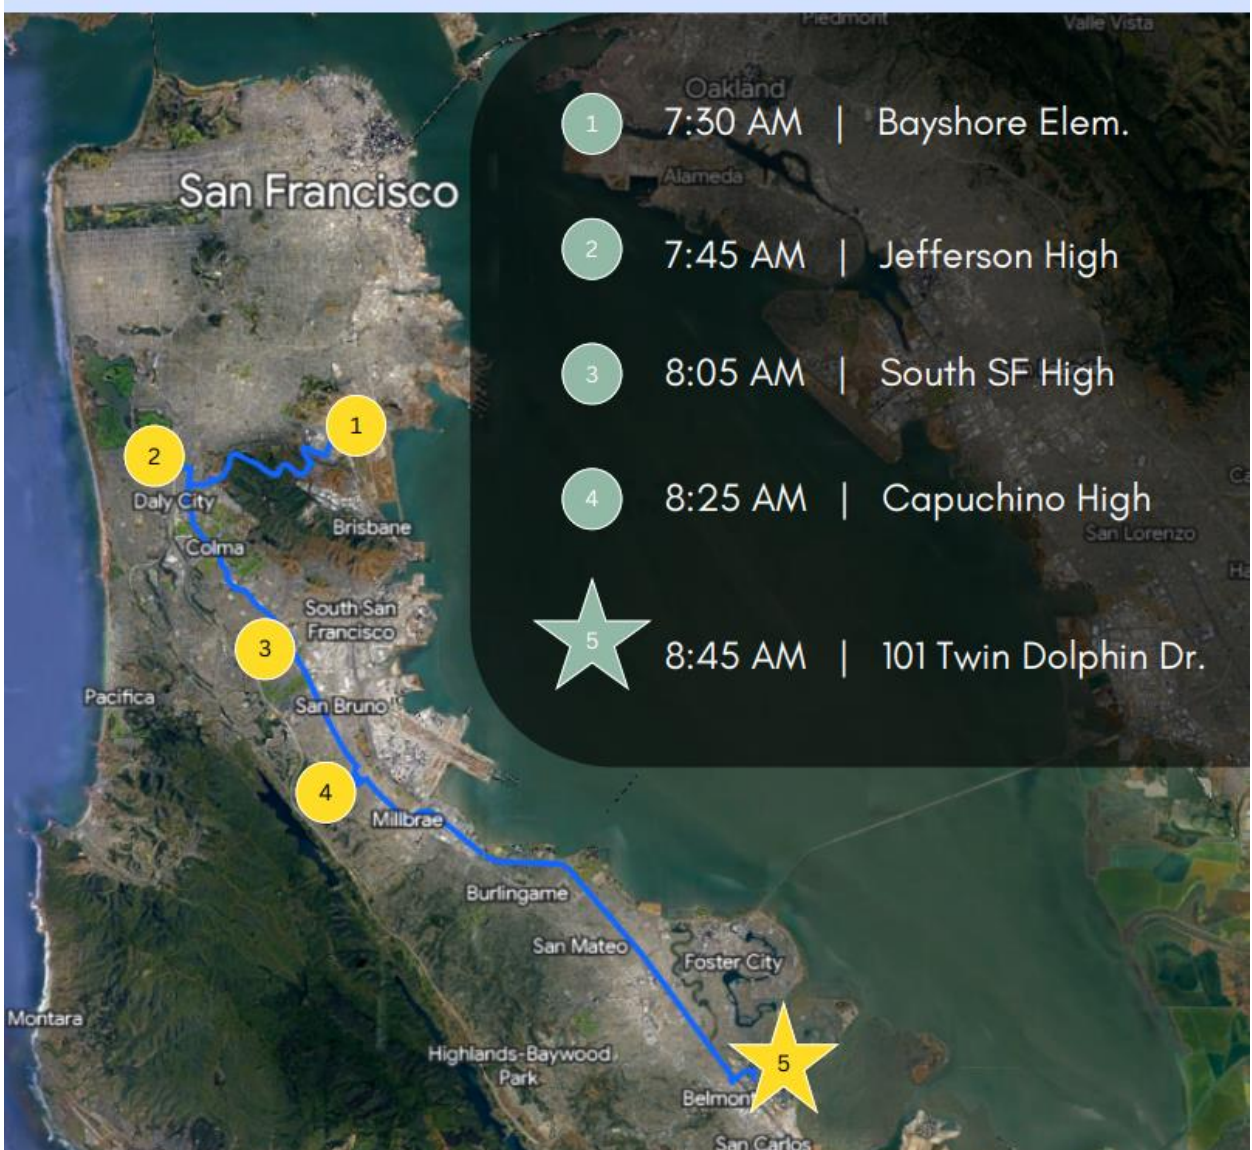 Piedmont
Valle Vista
Oakland
1 7:30 AM | Bayshore Elem.
Alameda
San Francisco
2 7:45 AM | Jefferson High
3 8:05 AM | South SF High
1
2
Daly City
Brisbane
Colma
4 8:25 AM | Capuchino High
San Lorenzo
South San
Francisco
3
5 8:45 AM | 101 Twin Dolphin Dr.
Pacifica
San Bruno
4
Millbrae
Burlingame
San Mateo
Foster City
Montara
Highlands-Baywood
Park
5
Belmont
San Carlos